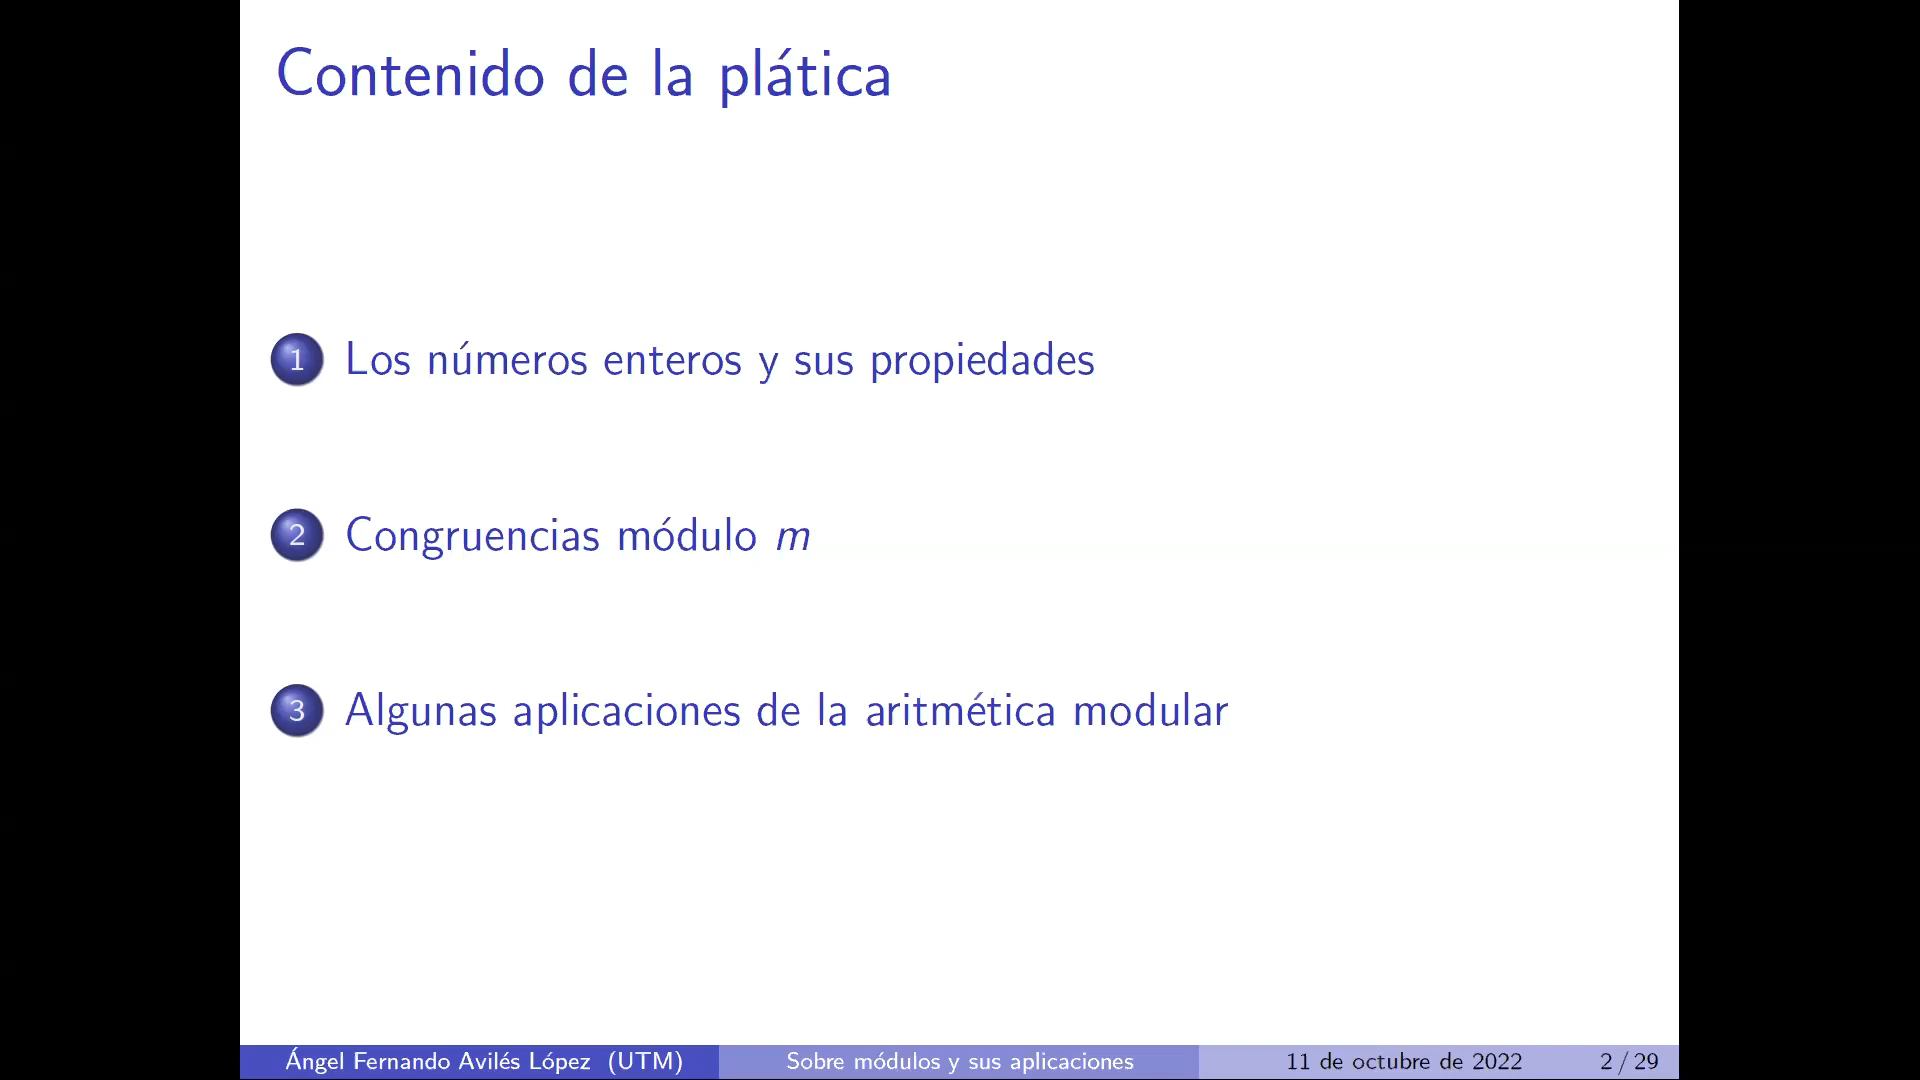 Contenido de la plática
1 Los números enteros y sus propiedades
2 Congruencias módulo m
3 Algunas aplicaciones de la aritmética modular
Ángel Fernando Avilés López (UTM) Sobre módulos y sus aplicaciones 11 de octubre de 2022 2 / 29